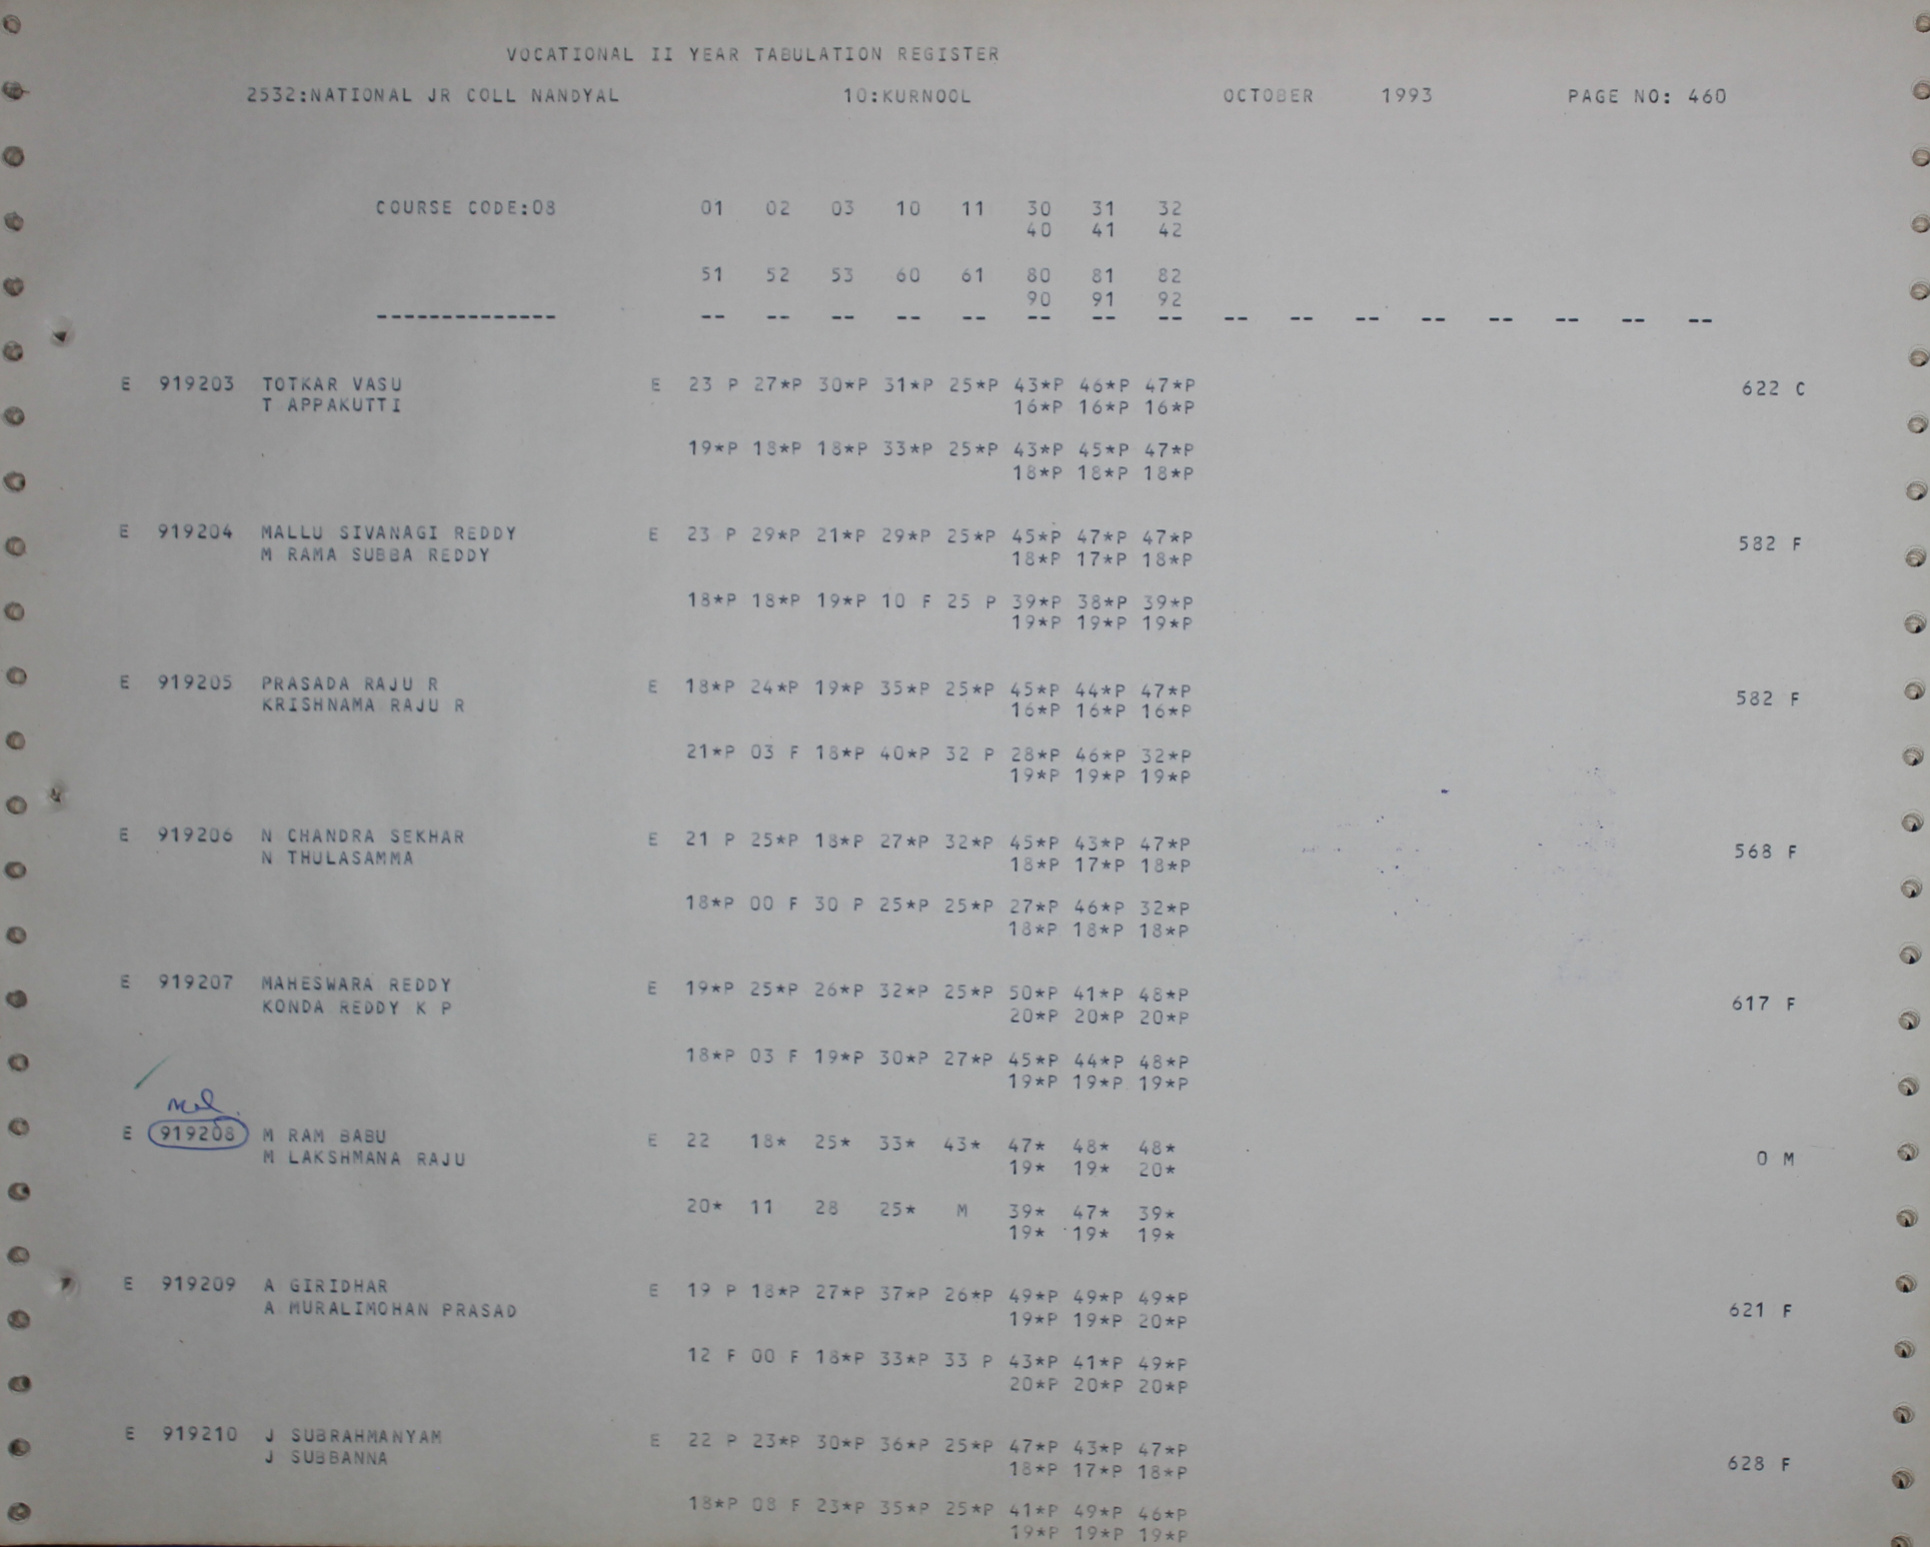 VOCATIONAL II YEAR TABULATION REGISTER
2532:NATIONAL JR COLL NANDYAL 10:KURNOOL OCTOBER 1993 PAGE NO: 460
COURSE CODE:08 01 02 03 10 11 30 31 32
40 41 42
51 52 53 60 61 80 81 82
90 91 92
-------------- -- -- -- -- -- -- -- -- -- -- -- -- -- -- -- --
E 919203 TOTKAR VASU E 23 P 27*P 30*P 31*P 25*P 43*P 46*P 47*P 622 C
T APPAKUTTI 16*P 16*P 16*P
19*P 18*P 18*P 33*P 25*P 43*P 45*P 47*P
18*P 18*P 18*P
E 919204 MALLU SIVANAGI REDDY E 23 P 29*P 21*P 29*P 25*P 45*P 47*P 47*P 582 F
M RAMA SUBBA REDDY 18*P 17*P 18*P
18*P 18*P 19*P 10 F 25 P 39*P 38*P 39*P
19*P 19*P 19*P
E 919205 PRASADA RAJU R E 18*P 24*P 19*P 35*P 25*P 45*P 44*P 47*P 582 F
KRISHNAMA RAJU R 16*P 16*P 16*P
21*P 03 F 18*P 40*P 32 P 28*P 46*P 32*P
19*P 19*P 19*P
E 919206 N CHANDRA SEKHAR E 21 P 25*P 18*P 27*P 32*P 45*P 43*P 47*P 568 F
N THULASAMMA 18*P 17*P 18*P
18*P 00 F 30 P 25*P 25*P 27*P 46*P 32*P
18*P 18*P 18*P
E 919207 MAHESWARA REDDY E 19*P 25*P 26*P 32*P 25*P 50*P 41*P 48*P 617 F
KONDA REDDY K P 20*P 20*P 20*P
18*P 03 F 19*P 30*P 27*P 45*P 44*P 48*P
19*P 19*P 19*P
E 919208 M RAM BABU E 22 18* 25* 33* 43* 47* 48* 48* 0 M
M LAKSHMANA RAJU 19* 19* 20*
20* 11 28 25* M 39* 47* 39*
19* 19* 19*
E 919209 A GIRIDHAR E 19 P 18*P 27*P 37*P 26*P 49*P 49*P 49*P 621 F
A MURALIMOHAN PRASAD 19*P 19*P 20*P
12 F 00 F 18*P 33*P 33 P 43*P 41*P 49*P
20*P 20*P 20*P
E 919210 J SUBRAHMANYAM E 22 P 23*P 30*P 36*P 25*P 47*P 43*P 47*P 628 F
J SUBBANNA 18*P 17*P 18*P
18*P 08 F 23*P 35*P 25*P 41*P 49*P 46*P
19*P 19*P 19*P